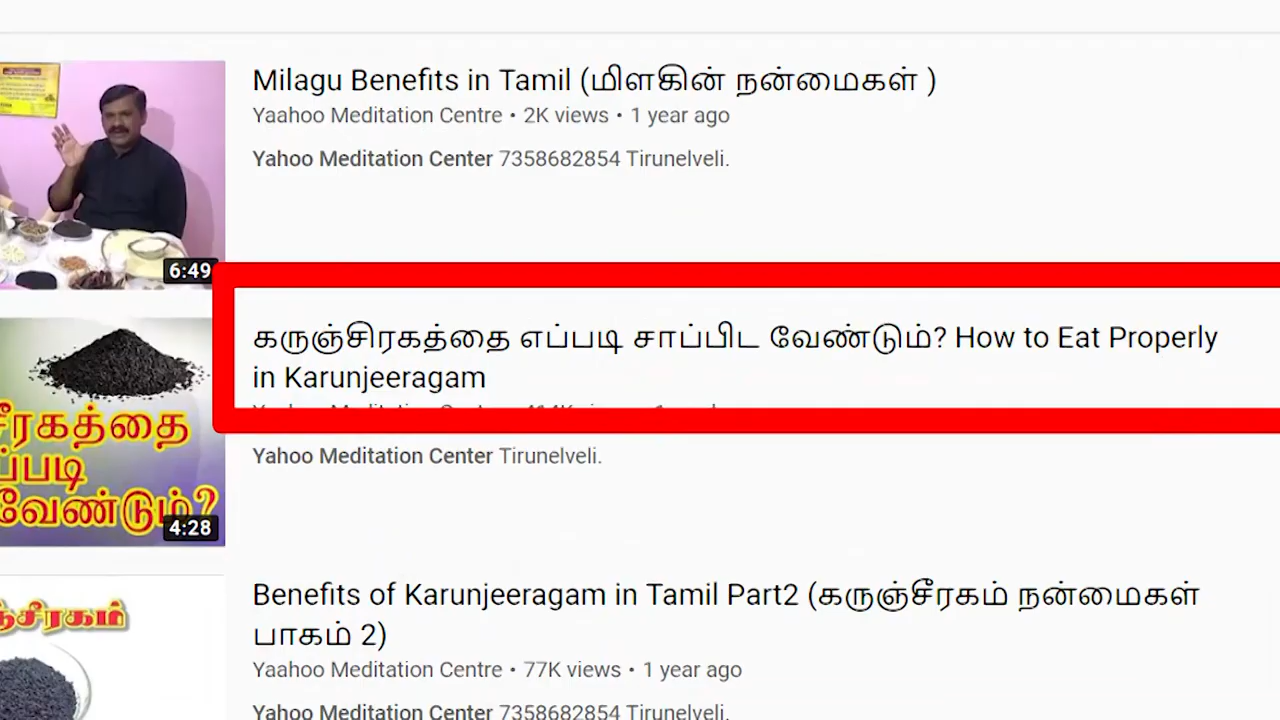 Milagu Benefits in Tamil (மிளகின் நன்மைகள் )
Yaahoo Meditation Centre • 2K views • 1 year ago
Yahoo Meditation Center 7358682854 Tirunelveli.
6:49
கருஞ்சிரகத்தை எப்படி சாப்பிட வேண்டும்? How to Eat Properly
in Karunjeeragam
Yahoo Meditation Center Tirunelveli.
சீரகத்தை
ப்படி
வேண்டும்?
4:28
Benefits of Karunjeeragam in Tamil Part2 (கருஞ்சீரகம் நன்மைகள்
பாகம் 2)
Yaahoo Meditation Centre • 77K views • 1 year ago
Yahoo Meditation Center 7358682854 Tirunelveli.
ஞ்சீரகம்